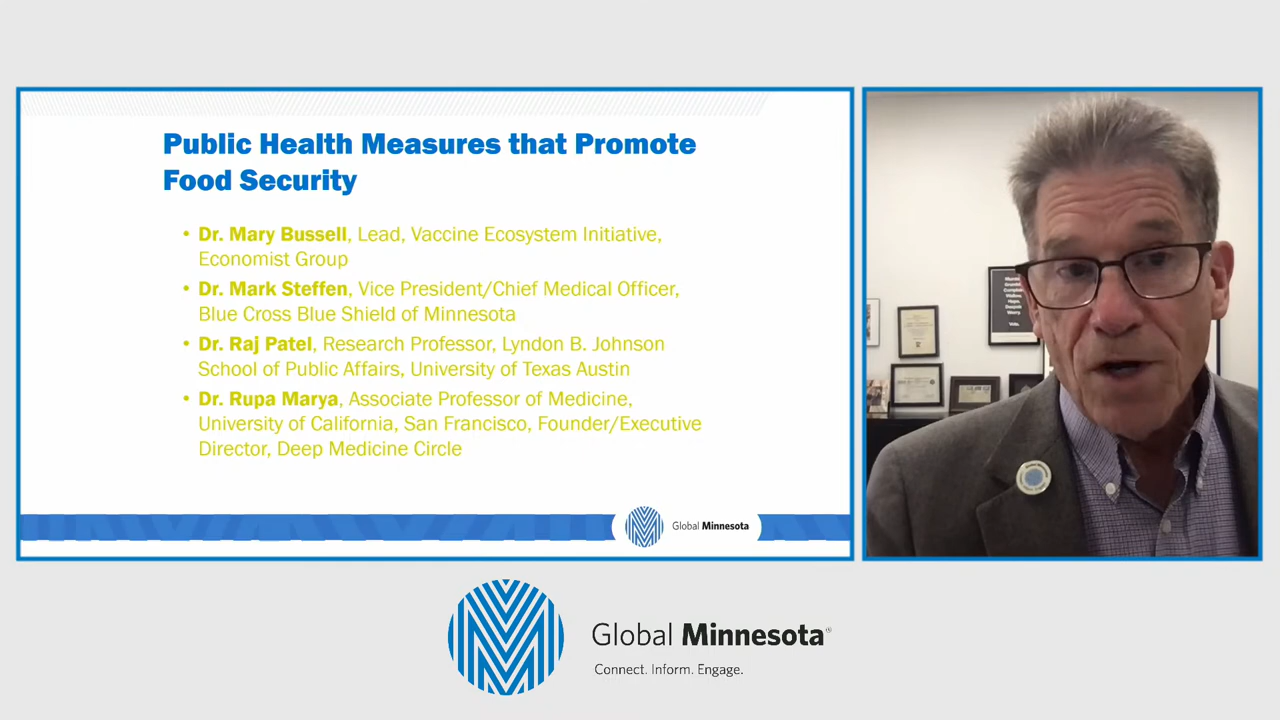 Public Health Measures that Promote
Food Security
• Dr. Mary Bussell, Lead, Vaccine Ecosystem Initiative,
Economist Group
• Dr. Mark Steffen, Vice President/Chief Medical Officer,
Blue Cross Blue Shield of Minnesota
• Dr. Raj Patel, Research Professor, Lyndon B. Johnson
School of Public Affairs, University of Texas Austin
• Dr. Rupa Marya, Associate Professor of Medicine,
University of California, San Francisco, Founder/Executive
Director, Deep Medicine Circle
Global Minnesota
Vote.
Global Minnesota®
Connect. Inform. Engage.